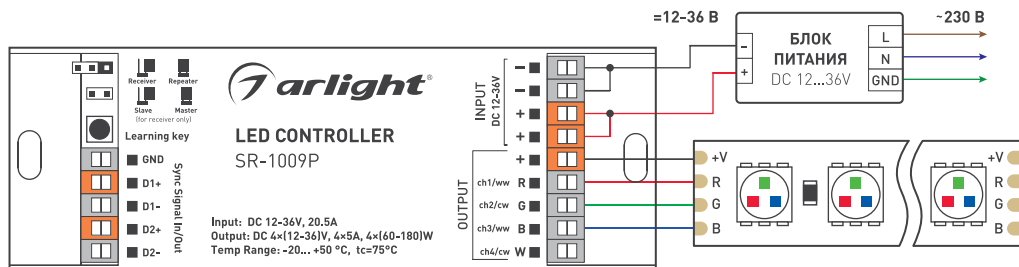 =12-36 В
~230 В
БЛОК
ПИТАНИЯ
DC 12...36V
-
+
L
N
GND
Receiver
Repeater
Slave
Master
(for receiver only)
Learning key
GND
D1+
D1-
D2+
D2-
Sync Signal In/Out
arlight®
LED CONTROLLER
SR-1009P
Input: DC 12-36V, 20.5A
Output: DC 4×(12-36)V, 4×5A, 4×(60-180)W
Temp Range: -20... +50 °C, tc=75°C
INPUT
DC 12-36V
-
-
+
+
OUTPUT
+
ch1/ww R
ch2/cw G
ch3/ww B
ch4/cw W
+V
R
G
B
+V
R
G
B